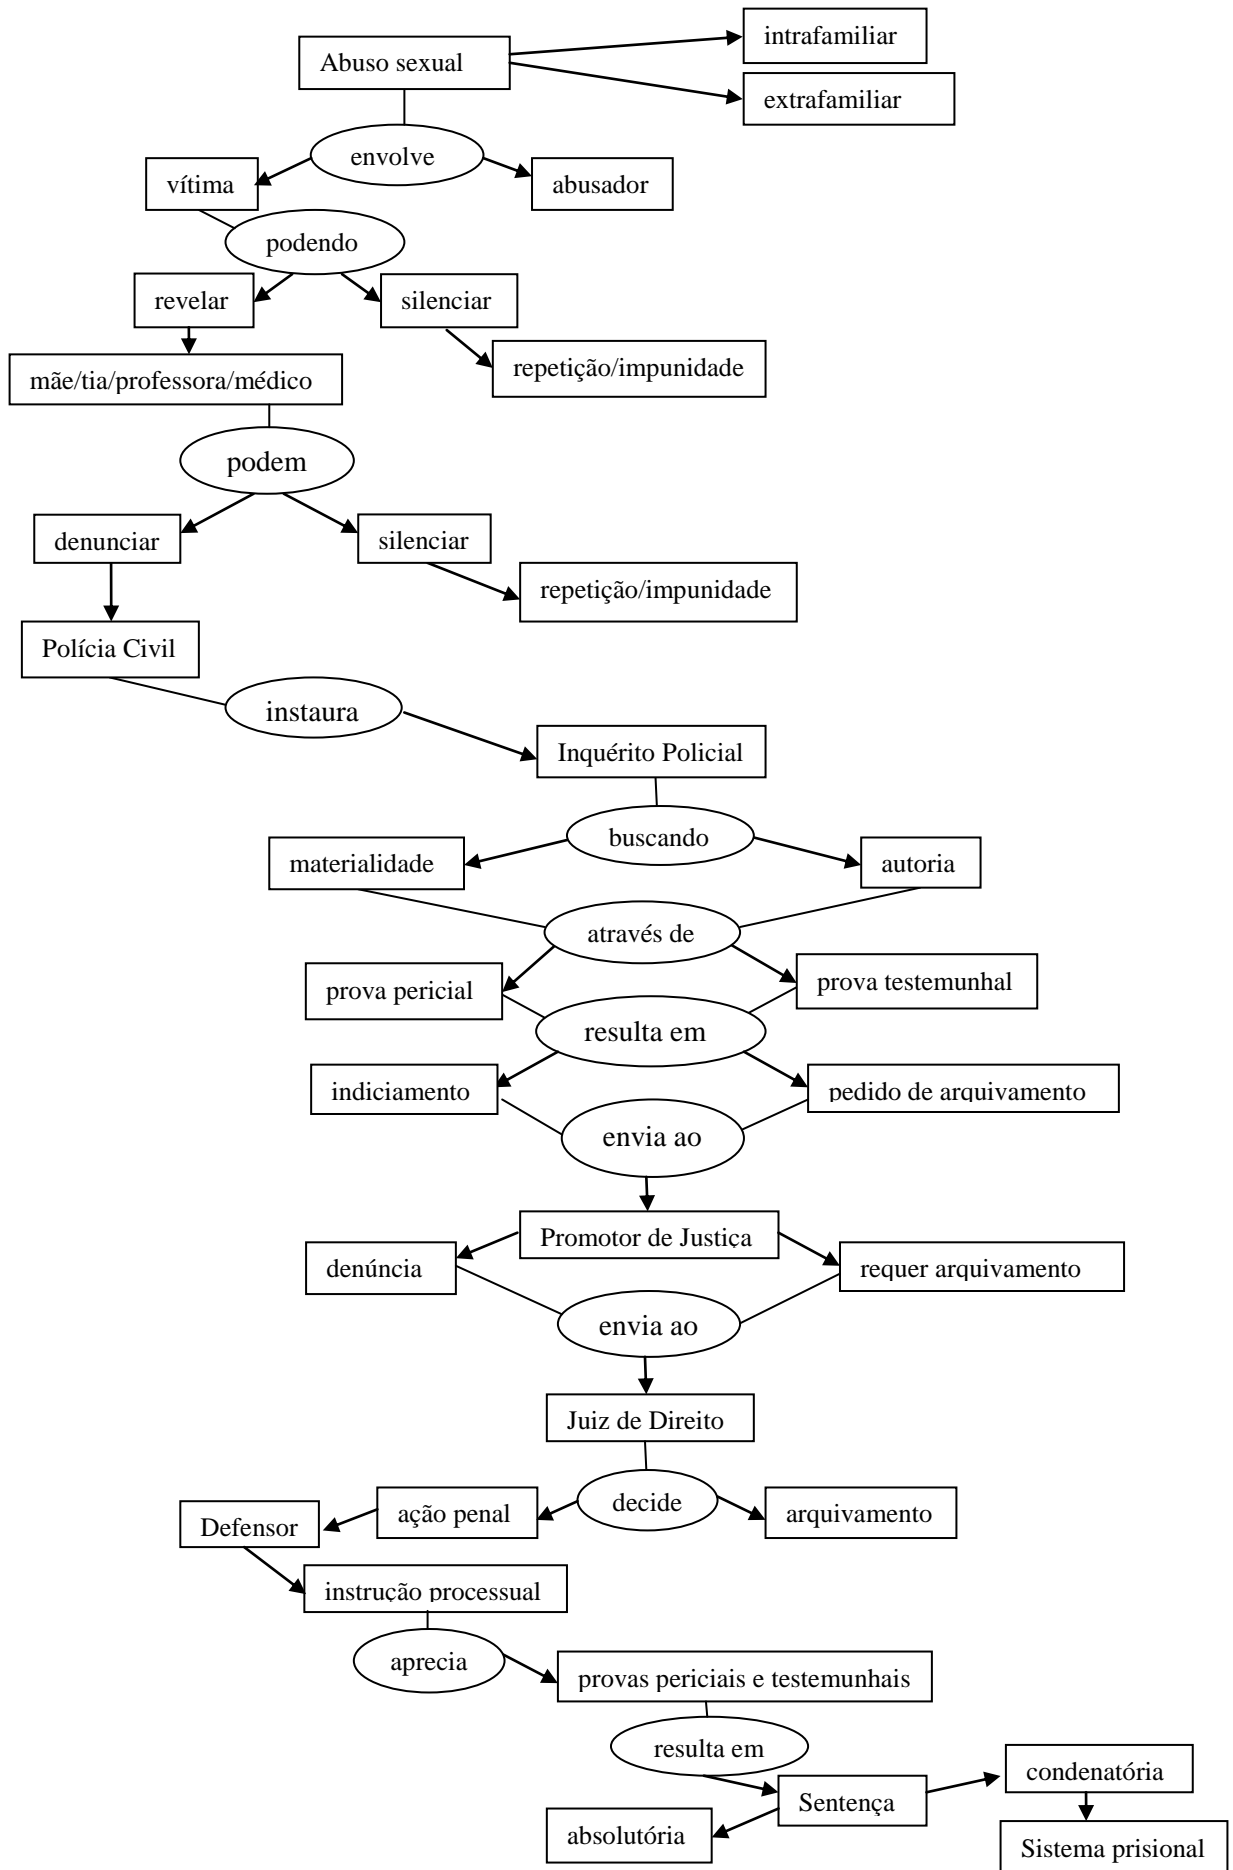 intrafamiliar
Abuso sexual
extrafamiliar
envolve
vítima
abusador
podendo
revelar
silenciar
repetição/impunidade
mãe/tia/professora/médico
podem
denunciar
silenciar
repetição/impunidade
Polícia Civil
instaura
Inquérito Policial
buscando
materialidade
autoria
através de
prova pericial
prova testemunhal
resulta em
indiciamento
pedido de arquivamento
envia ao
Promotor de Justiça
denúncia
requer arquivamento
envia ao
Juiz de Direito
decide
ação penal
arquivamento
Defensor
instrução processual
aprecia
provas periciais e testemunhais
resulta em
condenatória
Sentença
absolutória
Sistema prisional